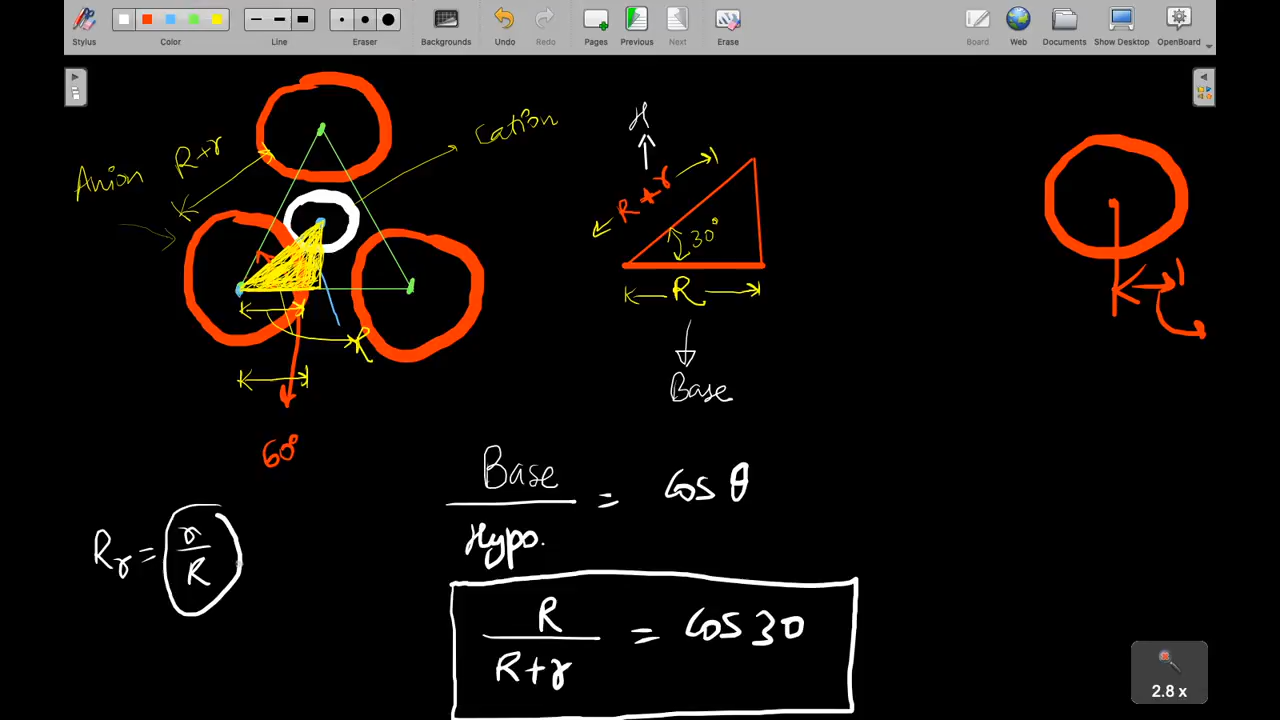 Stylus
Color
Line
Eraser
Backgrounds
Undo
Redo
Pages
Previous
Next
Erase
Board
Web
Documents
Show Desktop
OpenBoard
Anion
R+r
Cation
R
60°
H
R+r
30°
R
Base
Base
Hypo.
= cos θ
Rr = r/R
R
R+r
= cos 30
2.8 x